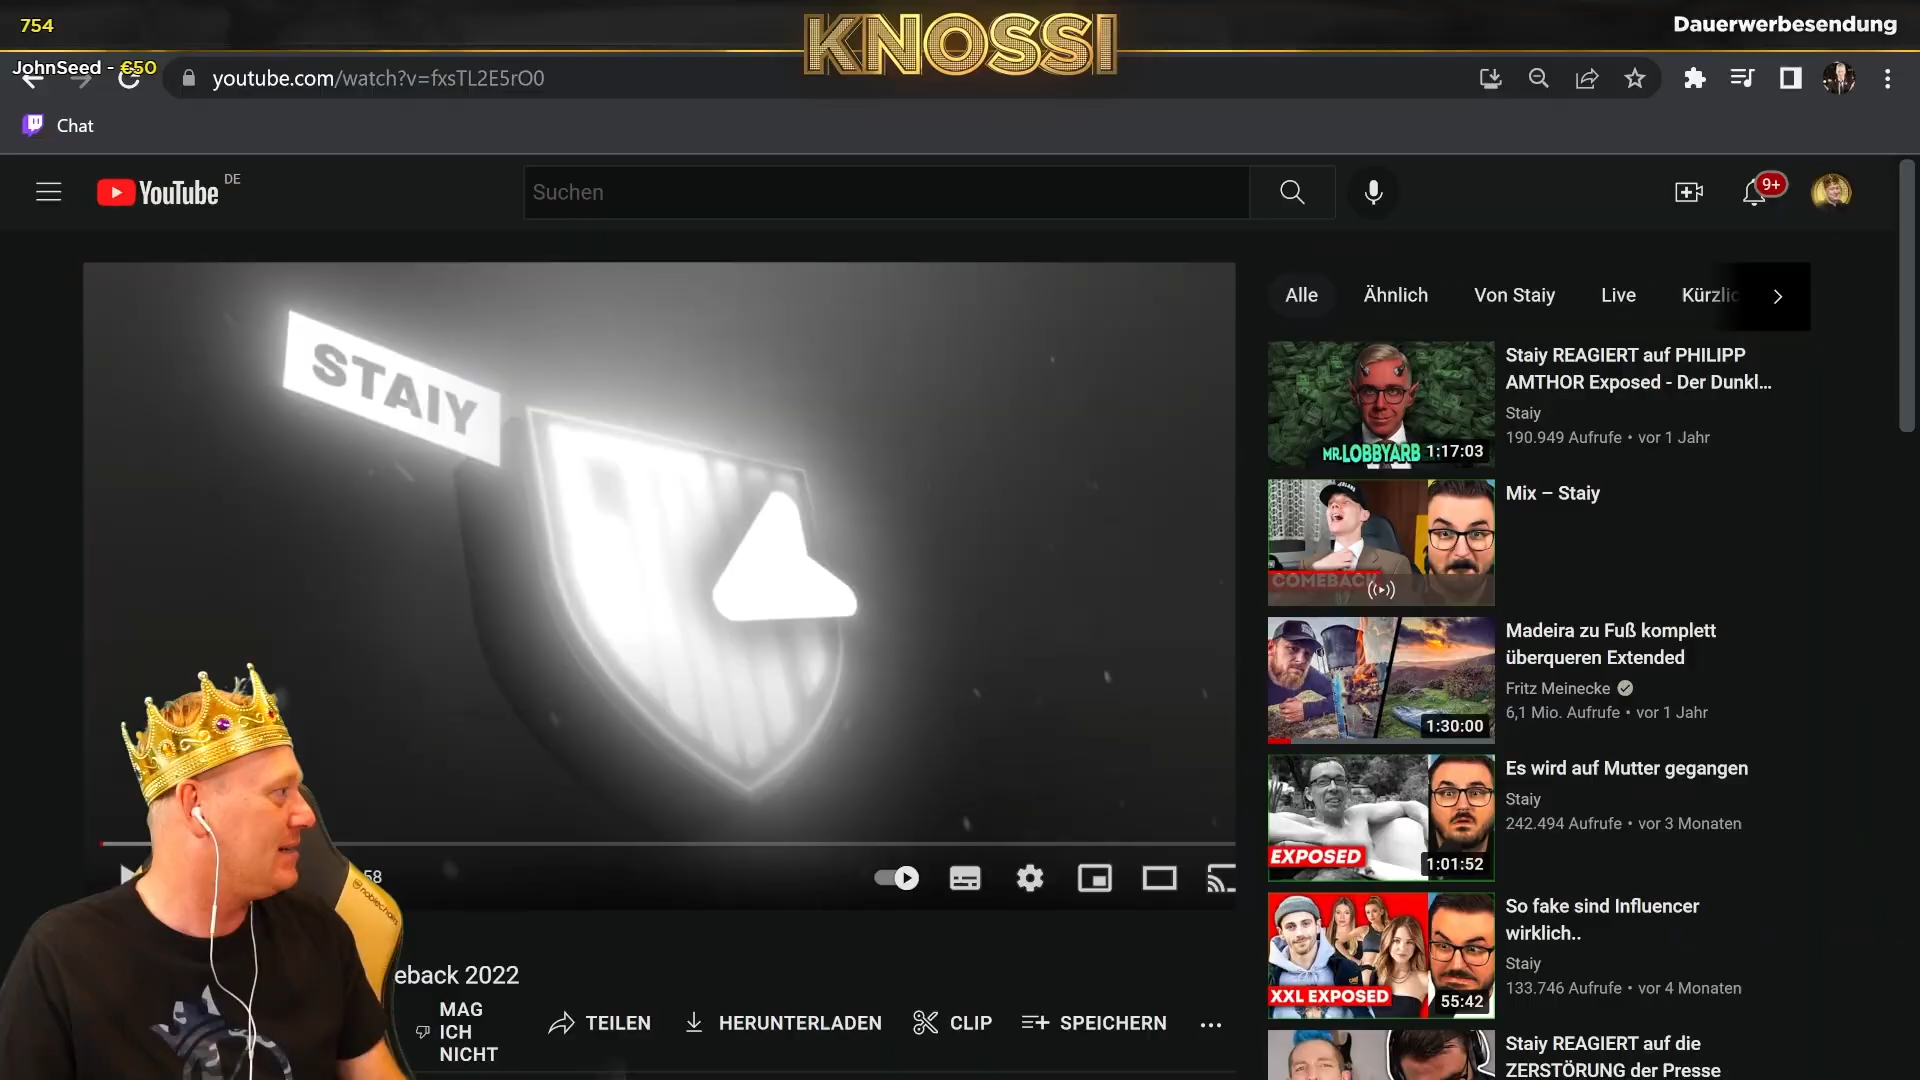 754
KNOSSI
Dauerwerbesendung
JohnSeed - €50
youtube.com/watch?v=fxsTL2E5rO0
Chat
YouTube DE
Suchen
9+
STAIY
Alle
Ähnlich
Von Staiy
Live
Kürzlic
MR.LOBBYARB
1:17:03
Staiy REAGIERT auf PHILIPP
AMTHOR Exposed - Der Dunkl...
Staiy
190.949 Aufrufe • vor 1 Jahr
COMEBACK
Mix – Staiy
1:30:00
Madeira zu Fuß komplett
überqueren Extended
Fritz Meinecke
6,1 Mio. Aufrufe • vor 1 Jahr
EXPOSED
1:01:52
Es wird auf Mutter gegangen
Staiy
242.494 Aufrufe • vor 3 Monaten
XXL EXPOSED
55:42
So fake sind Influencer
wirklich..
Staiy
133.746 Aufrufe • vor 4 Monaten
Staiy REAGIERT auf die
ZERSTÖRUNG der Presse
58
noblechairs
eback 2022
MAG
ICH
NICHT
TEILEN
HERUNTERLADEN
CLIP
SPEICHERN